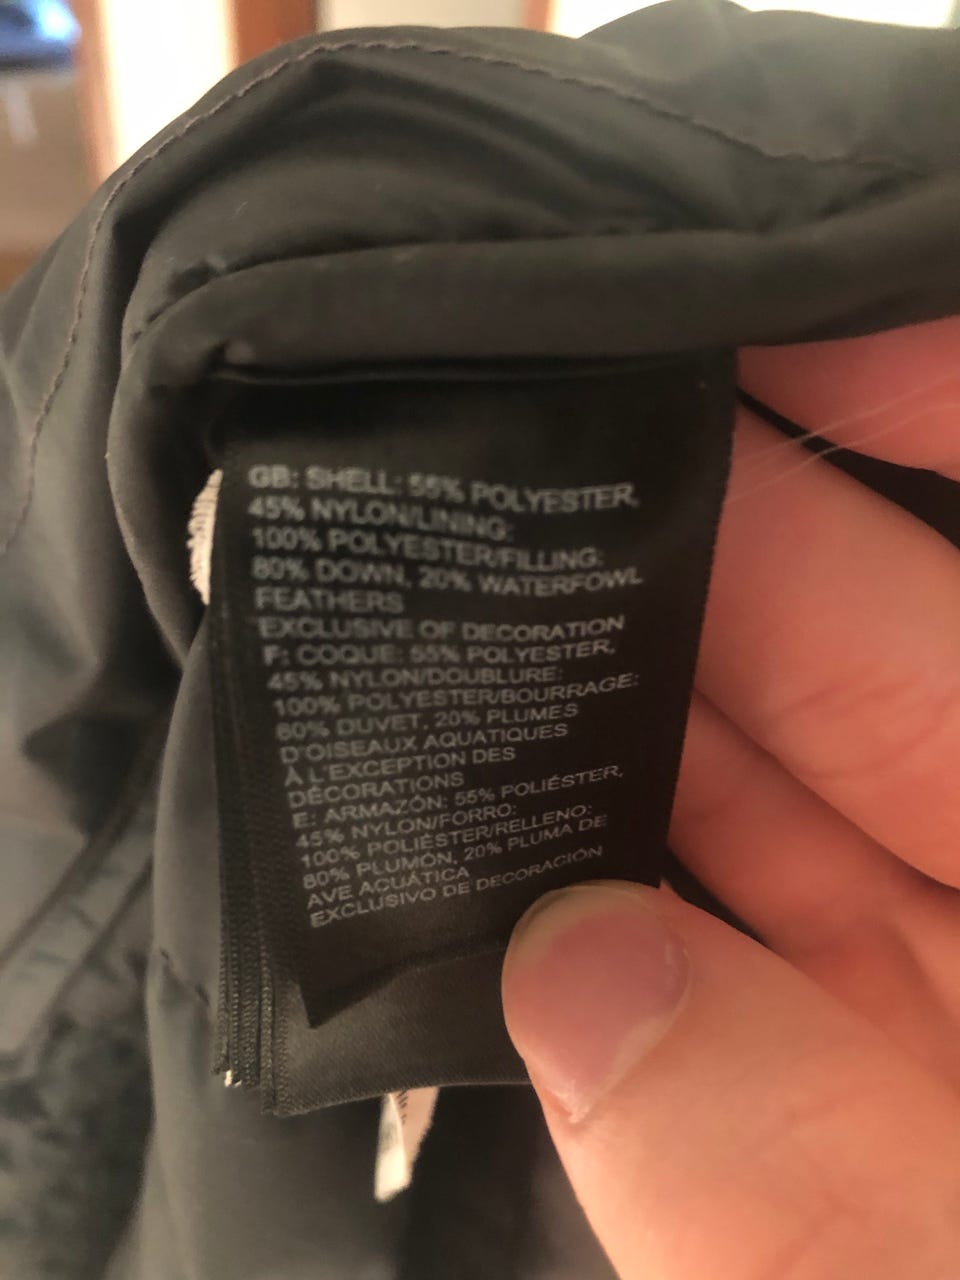 GB: SHELL: 55% POLYESTER,
45% NYLON/LINING:
100% POLYESTER/FILLING:
80% DOWN, 20% WATERFOWL
FEATHERS
EXCLUSIVE OF DECORATION
F: COQUE: 55% POLYESTER,
45% NYLON/DOUBLURE:
100% POLYESTER/BOURRAGE:
80% DUVET, 20% PLUMES
D'OISEAUX AQUATIQUES
À L'EXCEPTION DES
DÉCORATIONS
E: ARMAZÓN: 55% POLIÉSTER,
45% NYLON/FORRO:
100% POLIÉSTER/RELLENO:
80% PLUMÓN, 20% PLUMA DE
AVE ACUÁTICA
EXCLUSIVO DE DECORACIÓN